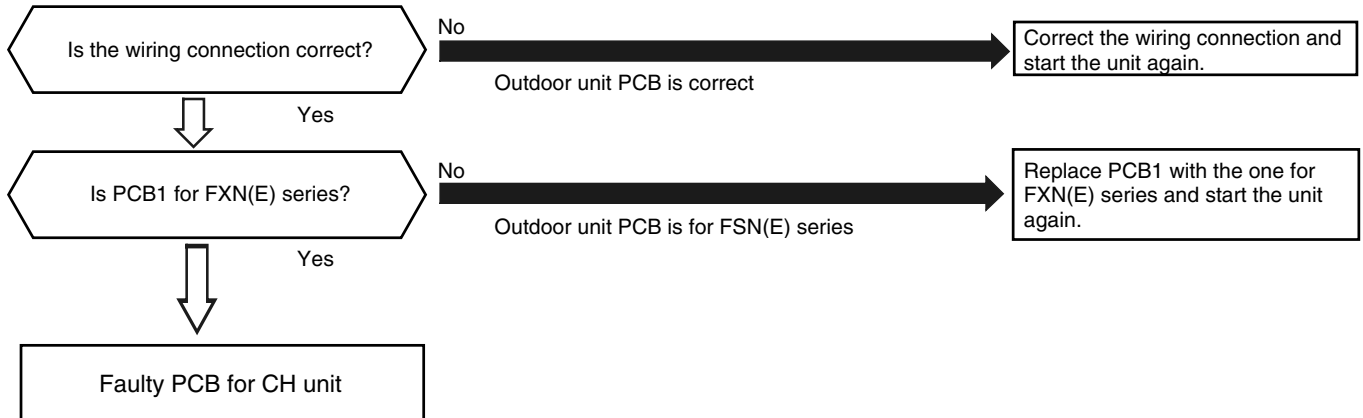 Is the wiring connection correct?
No
Outdoor unit PCB is correct
Correct the wiring connection and
start the unit again.
Yes
Is PCB1 for FXN(E) series?
No
Outdoor unit PCB is for FSN(E) series
Replace PCB1 with the one for
FXN(E) series and start the unit
again.
Yes
Faulty PCB for CH unit